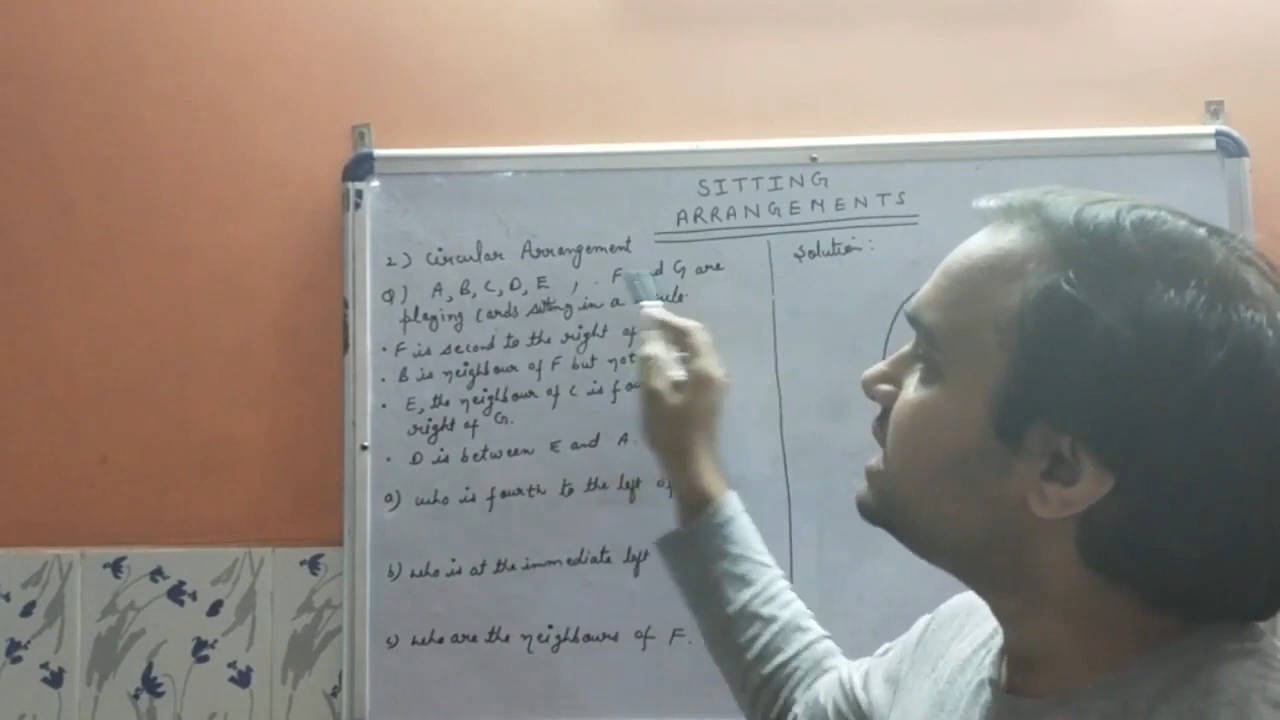 SITTING
ARRANGEMENTS
2) Circular Arrangement
Q) A, B, C, D, E, F and G are
playing cards sitting in a
• F is second to the right of
• B is neighbour of F but not
• E, the neighbour of C is
right of G.
• D is between E and A.
a) who is fourth to the left of
b) who is at the immediate left
c) who are the neighbours of F.
Solution: